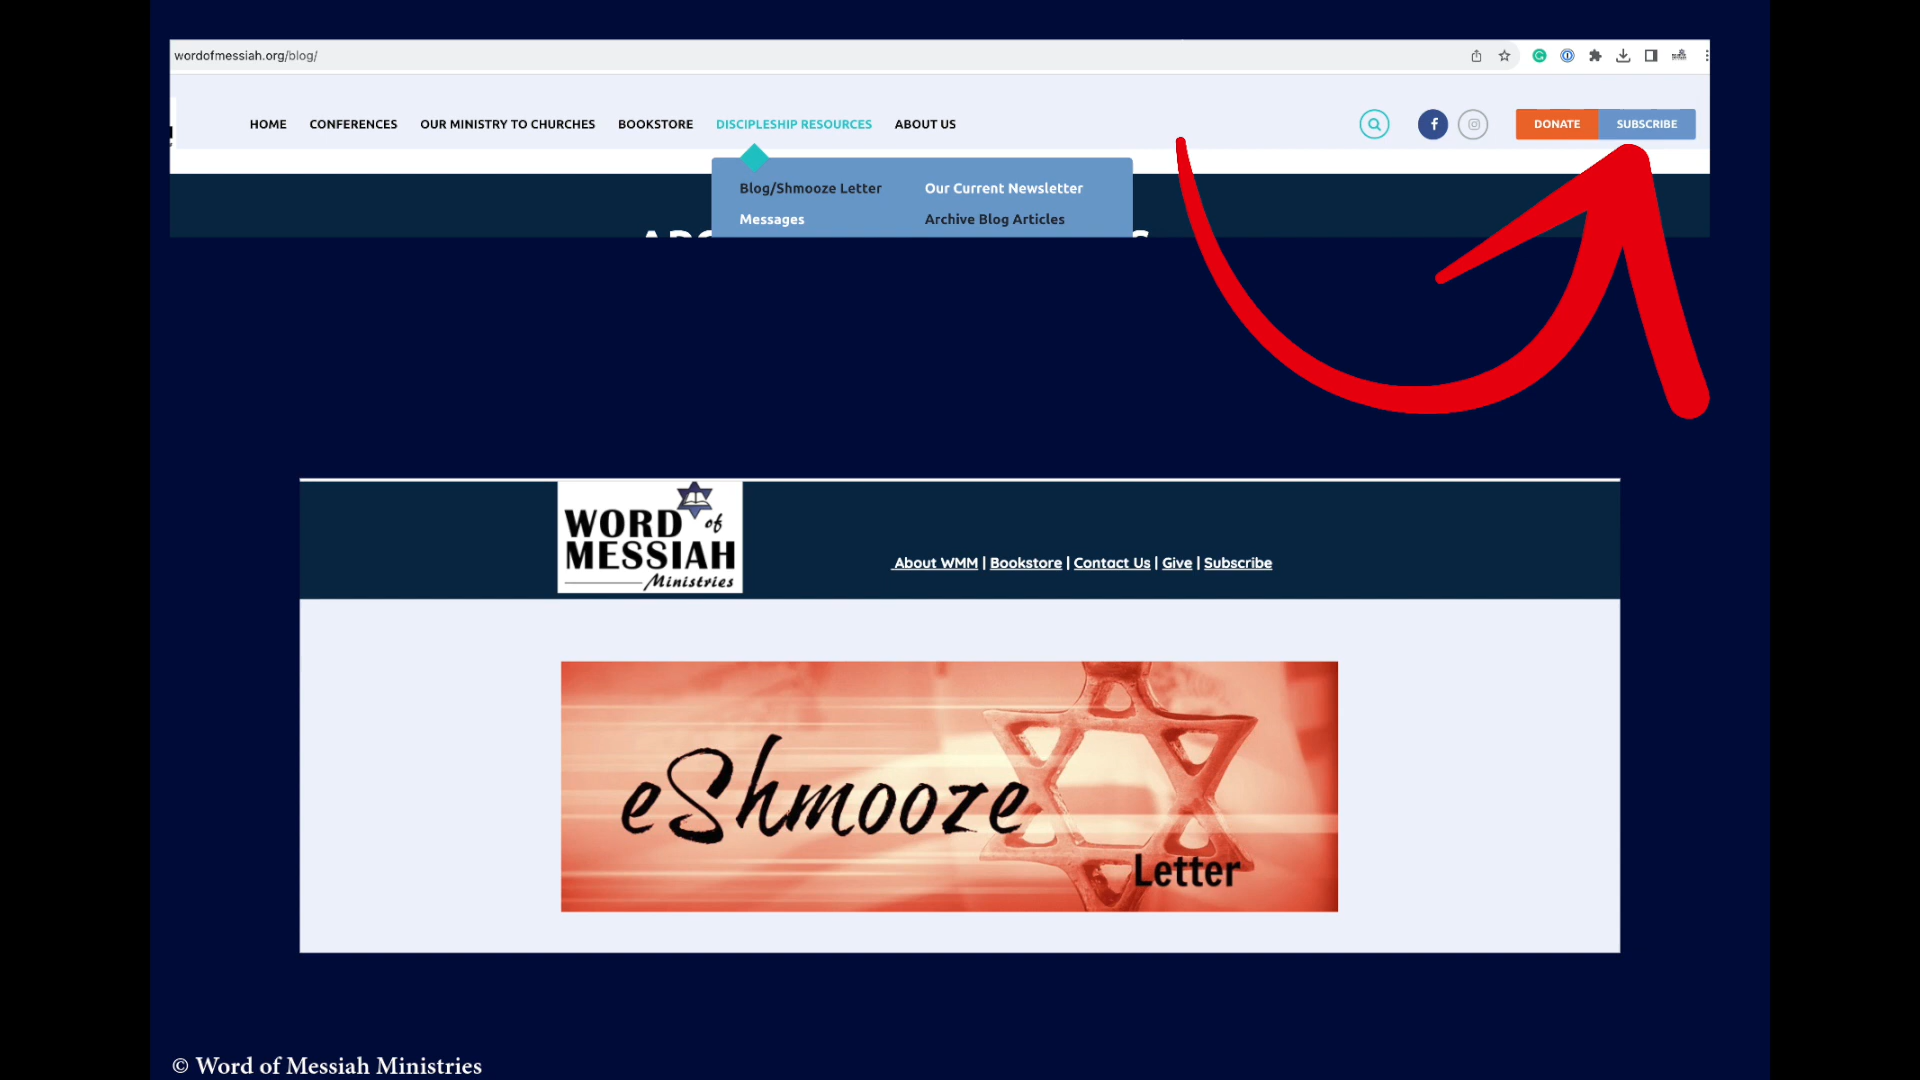 wordofmessiah.org/blog/
HOME CONFERENCES OUR MINISTRY TO CHURCHES BOOKSTORE DISCIPLESHIP RESOURCES ABOUT US DONATE SUBSCRIBE
Blog/Shmooze Letter Our Current Newsletter
Messages Archive Blog Articles
WORD of
MESSIAH
Ministries
About WMM | Bookstore | Contact Us | Give | Subscribe
eShmooze
Letter
© Word of Messiah Ministries